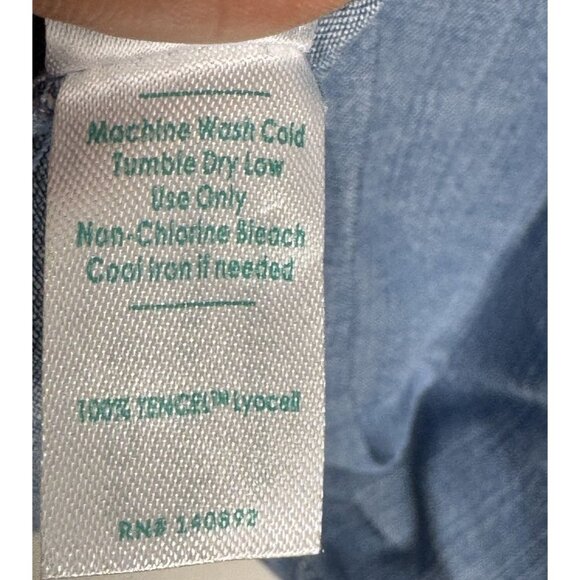 Machine Wash Cold
Tumble Dry Low
Use Only
Non-Chlorine Bleach
Cool Iron if needed
100% TENCEL™ Lyocell
RN# 140892